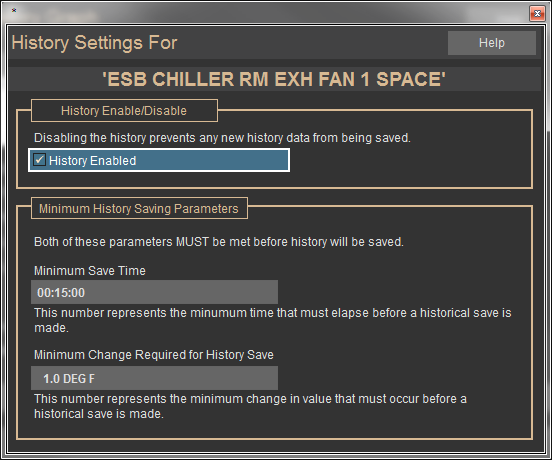 *
x
History Settings For
Help
'ESB CHILLER RM EXH FAN 1 SPACE'
History Enable/Disable
Disabling the history prevents any new history data from being saved.
History Enabled
Minimum History Saving Parameters
Both of these parameters MUST be met before history will be saved.
Minimum Save Time
00:15:00
This number represents the minumum time that must elapse before a historical save is
made.
Minimum Change Required for History Save
1.0 DEG F
This number represents the minimum change in value that must occur before a
historical save is made.